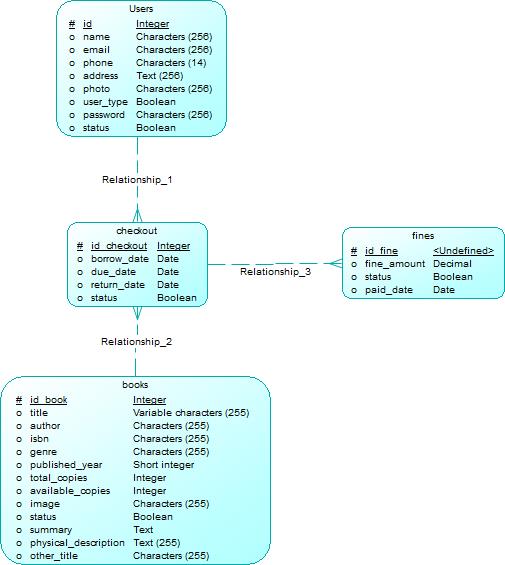 Users
# id Integer
o name Characters (256)
o email Characters (256)
o phone Characters (14)
o address Text (256)
o photo Characters (256)
o user_type Boolean
o password Characters (256)
o status Boolean
Relationship_1
checkout
# id_checkout Integer
o borrow_date Date
o due_date Date
o return_date Date
o status Boolean
Relationship_3
fines
# id_fine <Undefined>
o fine_amount Decimal
o status Boolean
o paid_date Date
Relationship_2
books
# id_book Integer
o title Variable characters (255)
o author Characters (255)
o isbn Characters (255)
o genre Characters (255)
o published_year Short integer
o total_copies Integer
o available_copies Integer
o image Characters (255)
o status Boolean
o summary Text
o physical_description Text (255)
o other_title Characters (255)